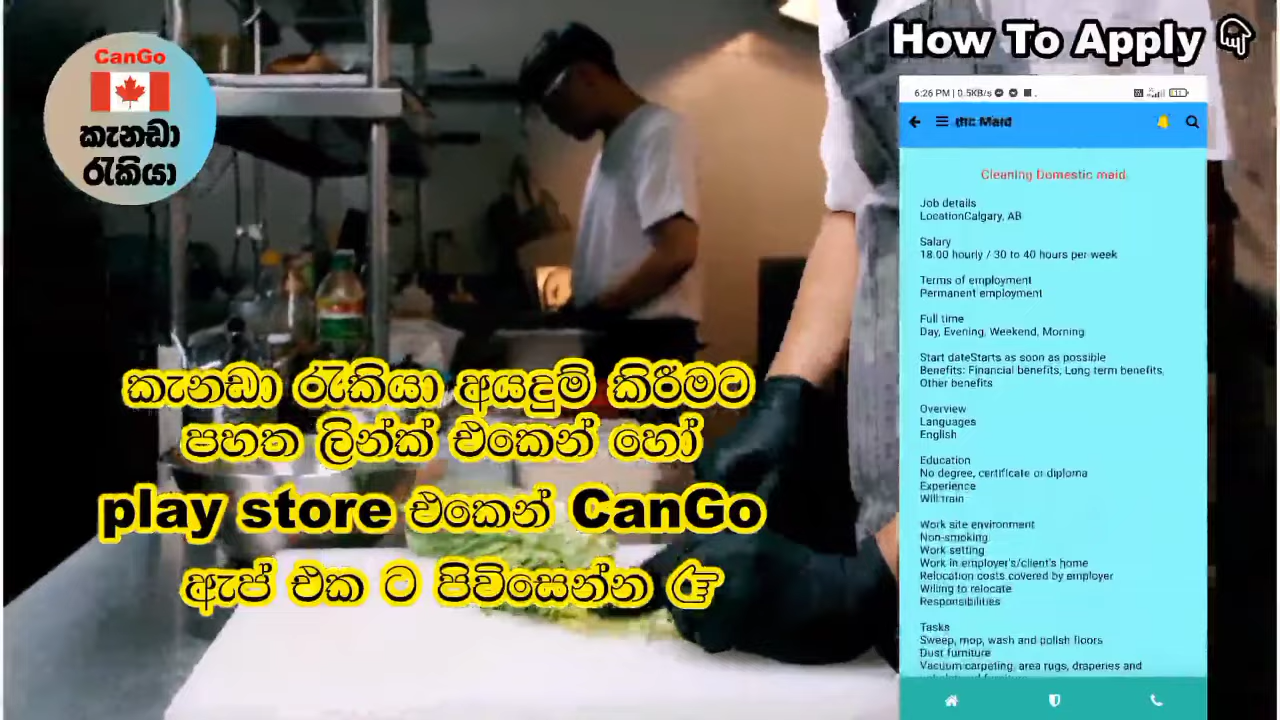 CanGo
කැනඩා
රැකියා
How To Apply
කැනඩා රැකියා අයදුම් කිරීමට
පහත ලින්ක් එකෙන් හෝ
play store එකෙන් CanGo
ඇප් එක ට පිවිසෙන්න
6:26 PM | 0.5KB/s
Maid
Cleaning Domestic maid
Job details
LocationCalgary, AB
Salary
18.00 hourly / 30 to 40 hours per week
Terms of employment
Permanent employment
Full time
Day, Evening, Weekend, Morning
Start dateStarts as soon as possible
Benefits: Financial benefits, Long term benefits,
Other benefits
Overview
Languages
English
Education
No degree, certificate or diploma
Experience
Will train
Work site environment
Non-smoking
Work setting
Work in employer's/client's home
Relocation costs covered by employer
Willing to relocate
Responsibilities
Tasks
Sweep, mop, wash and polish floors
Dust furniture
Vacuum carpeting, area rugs, draperies and